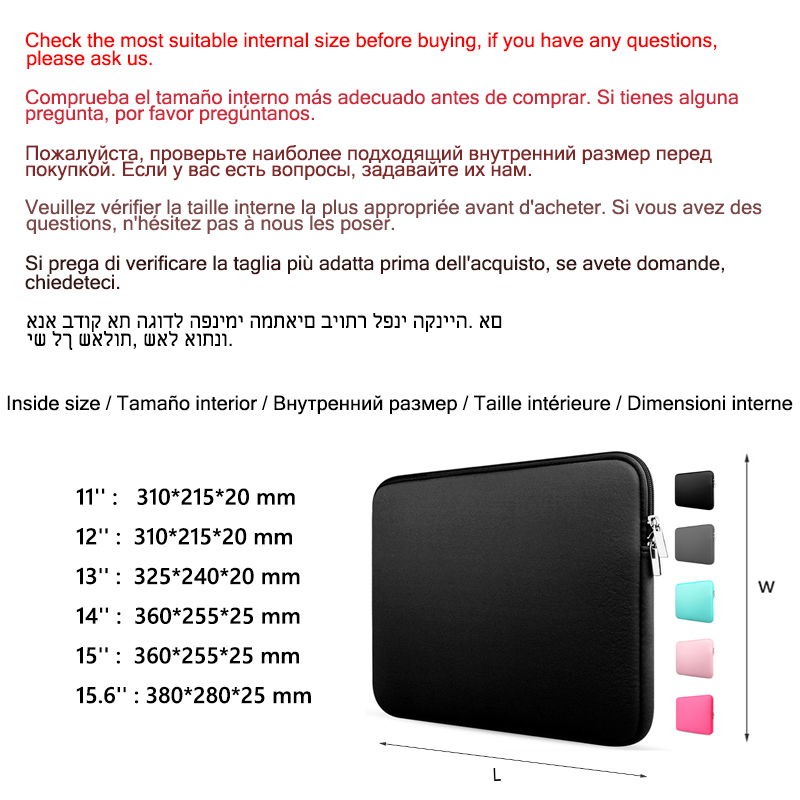 Check the most suitable internal size before buying, if you have any questions,
please ask us.
Comprueba el tamaño interno más adecuado antes de comprar. Si tienes alguna
pregunta, por favor pregúntanos.
Пожалуйста, проверьте наиболее подходящий внутренний размер перед
покупкой. Если у вас есть вопросы, задавайте их нам.
Veuillez vérifier la taille interne la plus appropriée avant d'acheter. Si vous avez des
questions, n'hésitez pas à nous les poser.
Si prega di verificare la taglia più adatta prima dell'acquisto, se avete domande,
chiedeteci.
אנא בדוק את הגודל הפנימי המתאים ביותר לפני הקנייה. אם
יש לך שאלות, שאל אותנו.
Inside size / Tamaño interior / Внутренний размер / Taille intérieure / Dimensioni interne
11'' : 310*215*20 mm
12'' : 310*215*20 mm
13'' : 325*240*20 mm
14'' : 360*255*25 mm
15'' : 360*255*25 mm
15.6'' : 380*280*25 mm
W
L